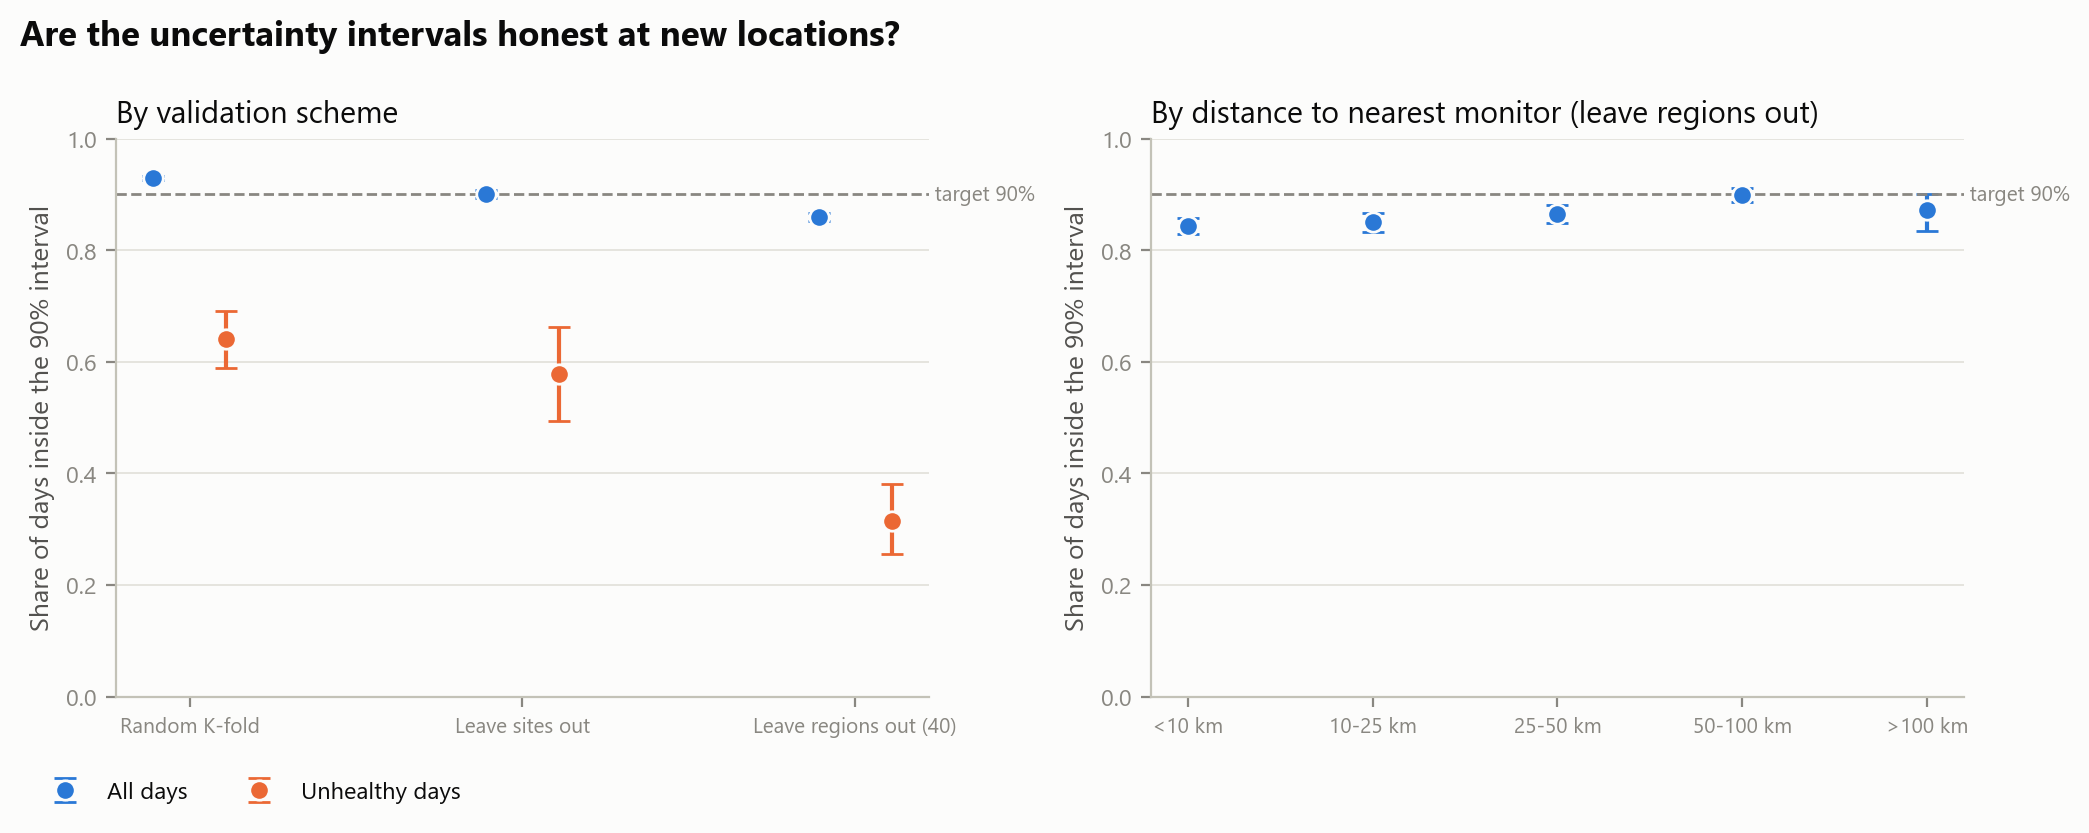 Are the uncertainty intervals honest at new locations?
By validation scheme
Share of days inside the 90% interval
1.0
0.8
0.6
0.4
0.2
0.0
target 90%
Random K-fold
Leave sites out
Leave regions out (40)
By distance to nearest monitor (leave regions out)
Share of days inside the 90% interval
1.0
0.8
0.6
0.4
0.2
0.0
target 90%
<10 km
10-25 km
25-50 km
50-100 km
>100 km
All days
Unhealthy days